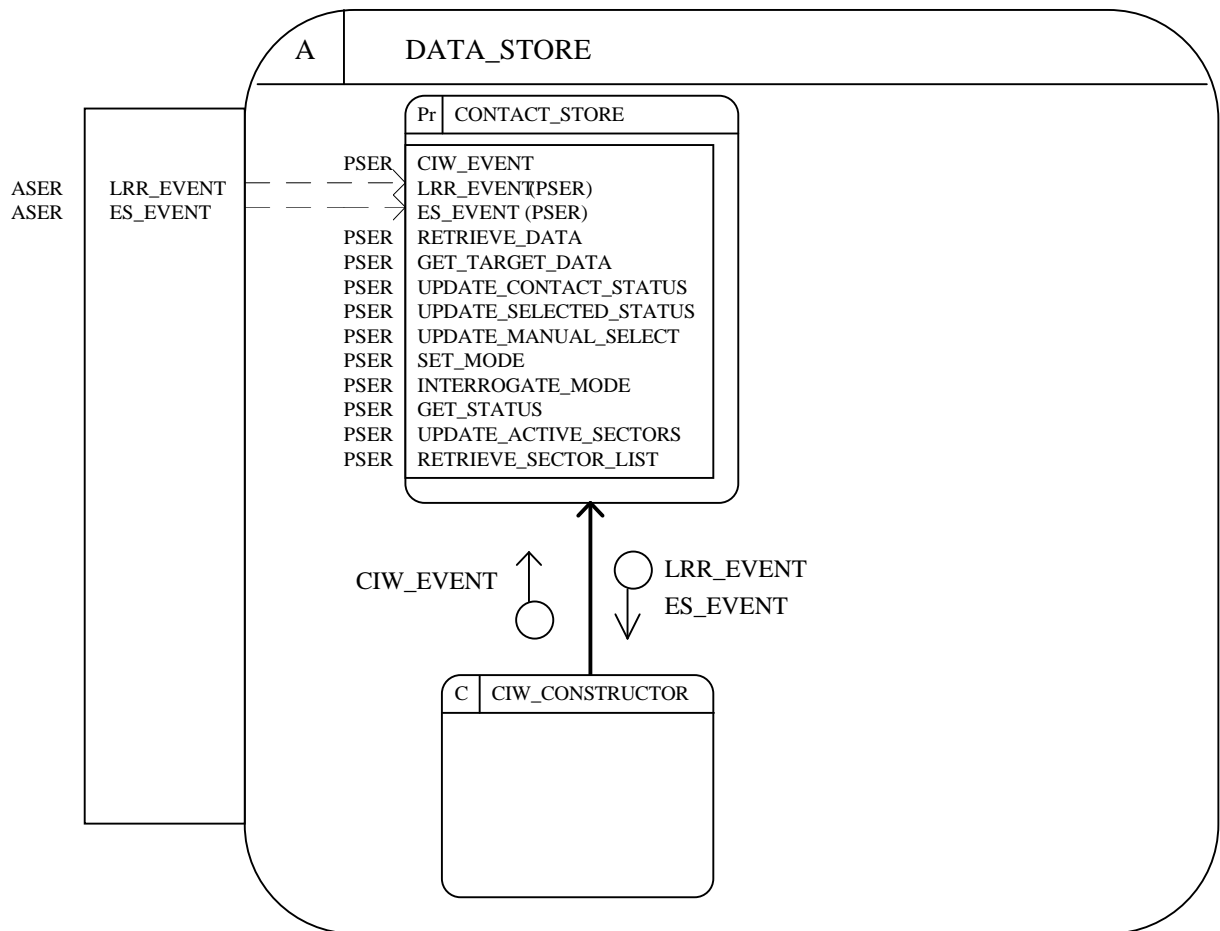 A DATA_STORE
Pr CONTACT_STORE
PSER CIW_EVENT
ASER LRR_EVENT LRR_EVENT(PSER)
ASER ES_EVENT ES_EVENT (PSER)
PSER RETRIEVE_DATA
PSER GET_TARGET_DATA
PSER UPDATE_CONTACT_STATUS
PSER UPDATE_SELECTED_STATUS
PSER UPDATE_MANUAL_SELECT
PSER SET_MODE
PSER INTERROGATE_MODE
PSER GET_STATUS
PSER UPDATE_ACTIVE_SECTORS
PSER RETRIEVE_SECTOR_LIST
CIW_EVENT
LRR_EVENT
ES_EVENT
C CIW_CONSTRUCTOR